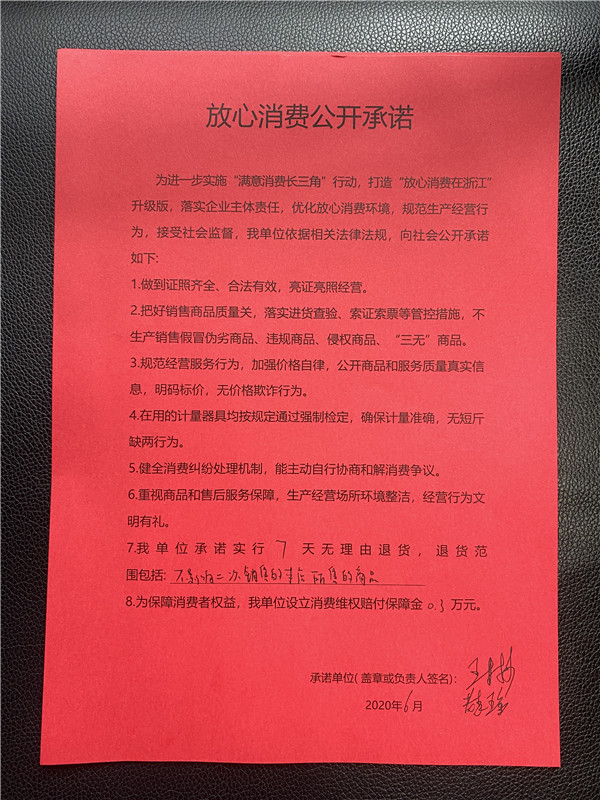 放心消费公开承诺
为进一步实施“满意消费长三角”行动，打造“放心消费在浙江”
升级版，落实企业主体责任，优化放心消费环境，规范生产经营行
为，接受社会监督，我单位依据相关法律法规，向社会公开承诺
如下：
1.做到证照齐全、合法有效，亮证亮照经营。
2.把好销售商品质量关，落实进货查验、索证索票等管控措施，不
生产销售假冒伪劣商品、违规商品、侵权商品、“三无”商品。
3.规范经营服务行为，加强价格自律，公开商品和服务质量真实信
息，明码标价，无价格欺诈行为。
4.在用的计量器具均按规定通过强制检定，确保计量准确，无短斤
缺两行为。
5.健全消费纠纷处理机制，能主动自行协商和解消费争议。
6.重视商品和售后服务保障，生产经营场所环境整洁，经营行为文
明有礼。
7.我单位承诺实行7天无理由退货，退货范
围包括：不影响二次销售的本店所售的商品
8.为保障消费者权益，我单位设立消费维权赔付保障金0.3万元。
承诺单位(盖章或负责人签名)：
2020年6月